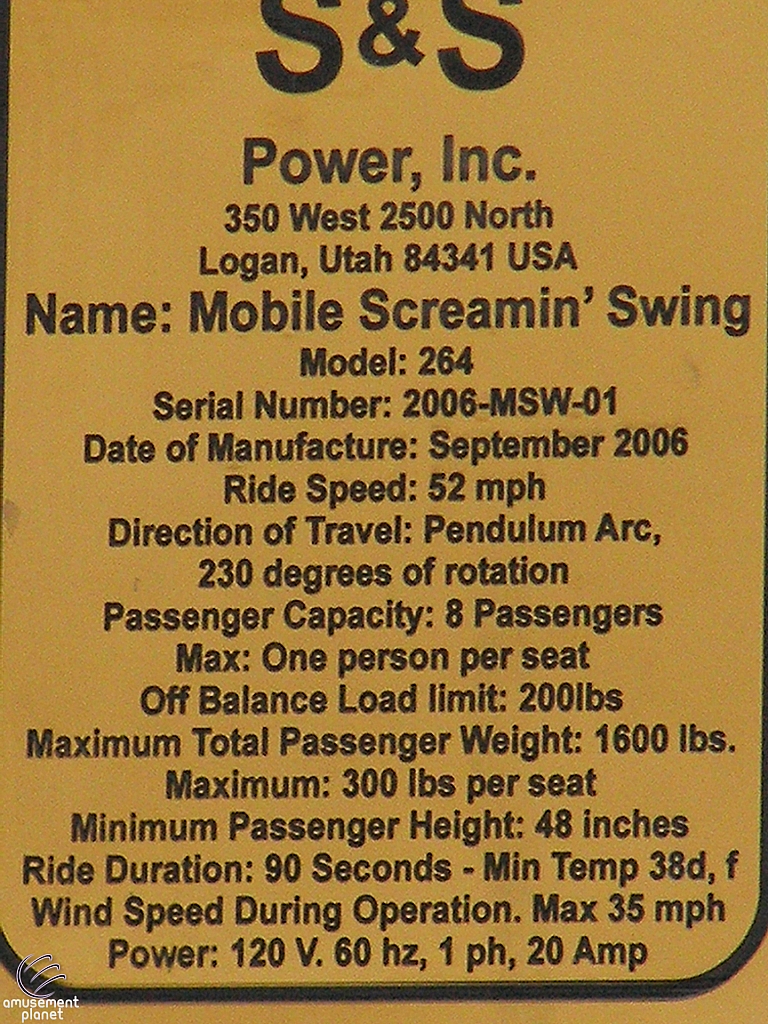 S&S
Power, Inc.
350 West 2500 North
Logan, Utah 84341 USA
Name: Mobile Screamin’ Swing
Model: 264
Serial Number: 2006-MSW-01
Date of Manufacture: September 2006
Ride Speed: 52 mph
Direction of Travel: Pendulum Arc,
230 degrees of rotation
Passenger Capacity: 8 Passengers
Max: One person per seat
Off Balance Load limit: 200lbs
Maximum Total Passenger Weight: 1600 lbs.
Maximum: 300 lbs per seat
Minimum Passenger Height: 48 inches
Ride Duration: 90 Seconds - Min Temp 38d, f
Wind Speed During Operation. Max 35 mph
Power: 120 V. 60 hz, 1 ph, 20 Amp
amusement
planet